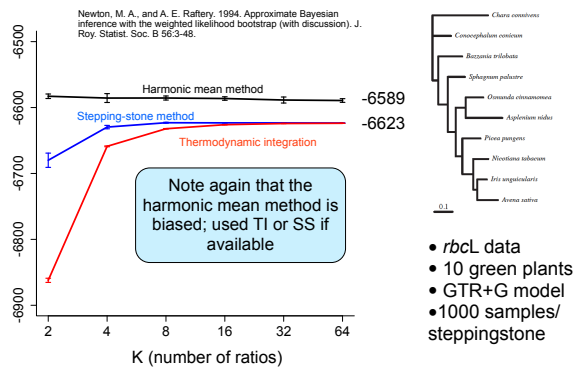 Newton, M. A., and A. E. Raftery. 1994. Approximate Bayesian
inference with the weighted likelihood bootstrap (with discussion). J.
Roy. Statist. Soc. B 56:3-48.
-5500
-6600
-6700
-6800
-6900
Harmonic mean method
-6589
Stepping-stone method
-6623
Thermodynamic integration
Note again that the
harmonic mean method is
biased; used TI or SS if
available
2
4
8
16
32
64
K (number of ratios)
Chara connivens
Conocephalum conicum
Bazzania trilobata
Sphagnum palustre
Osmunda cinnamomea
Asplenium nidus
Picea pungens
Nicotiana tabacum
Iris unguicularis
Avena sativa
0.1
• rbcL data
• 10 green plants
• GTR+G model
•1000 samples/
steppingstone